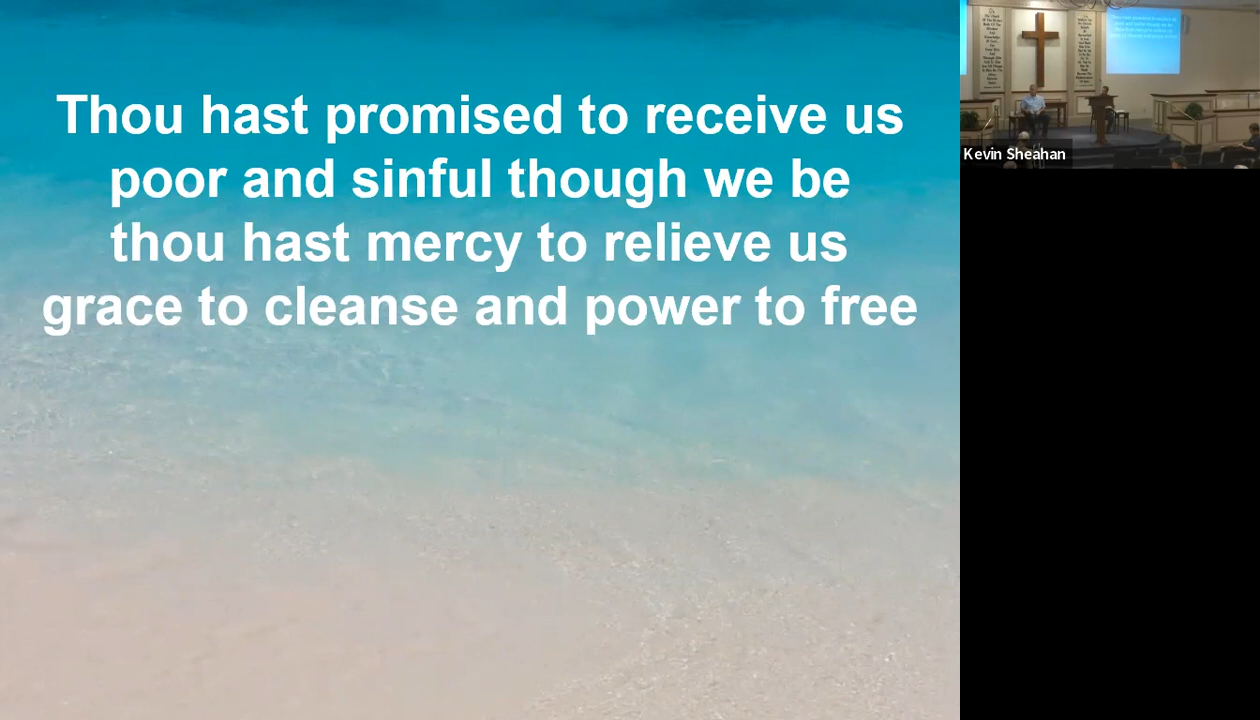 Thou hast promised to receive us
poor and sinful though we be
thou hast mercy to relieve us
grace to cleanse and power to free
Kevin Sheahan